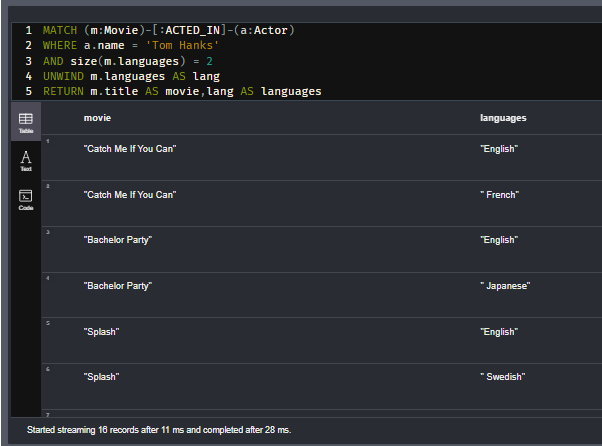 1 MATCH (m:Movie)-[:ACTED_IN]-(a:Actor)
2 WHERE a.name = 'Tom Hanks'
3 AND size(m.languages) = 2
4 UNWIND m.languages AS lang
5 RETURN m.title AS movie,lang AS languages
Table
Text
Code
movie languages
1 "Catch Me If You Can" "English"
2 "Catch Me If You Can" " French"
3 "Bachelor Party" "English"
4 "Bachelor Party" " Japanese"
5 "Splash" "English"
6 "Splash" " Swedish"
7
Started streaming 16 records after 11 ms and completed after 28 ms.